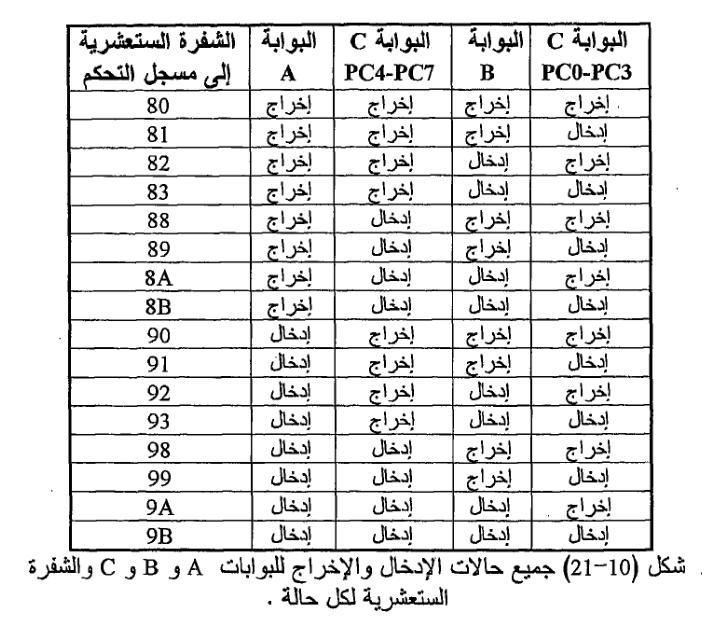 البوابة C البوابة البوابة C البوابة الشفرة الستعشرية
PC0-PC3 B PC4-PC7 A إلى مسجل التحكم
إخراج إخراج إخراج إخراج 80
إدخال إخراج إخراج إخراج 81
إخراج إدخال إخراج إخراج 82
إدخال إدخال إخراج إخراج 83
إخراج إخراج إدخال إخراج 88
إدخال إخراج إدخال إخراج 89
إخراج إدخال إدخال إخراج 8A
إدخال إدخال إدخال إخراج 8B
إخراج إخراج إخراج إدخال 90
إدخال إخراج إخراج إدخال 91
إخراج إدخال إخراج إدخال 92
إدخال إدخال إخراج إدخال 93
إخراج إخراج إدخال إدخال 98
إدخال إخراج إدخال إدخال 99
إخراج إدخال إدخال إدخال 9A
إدخال إدخال إدخال إدخال 9B
شكل (21-10) جميع حالات الإدخال والإخراج للبوابات A و B و C والشفرة
الستعشرية لكل حالة .